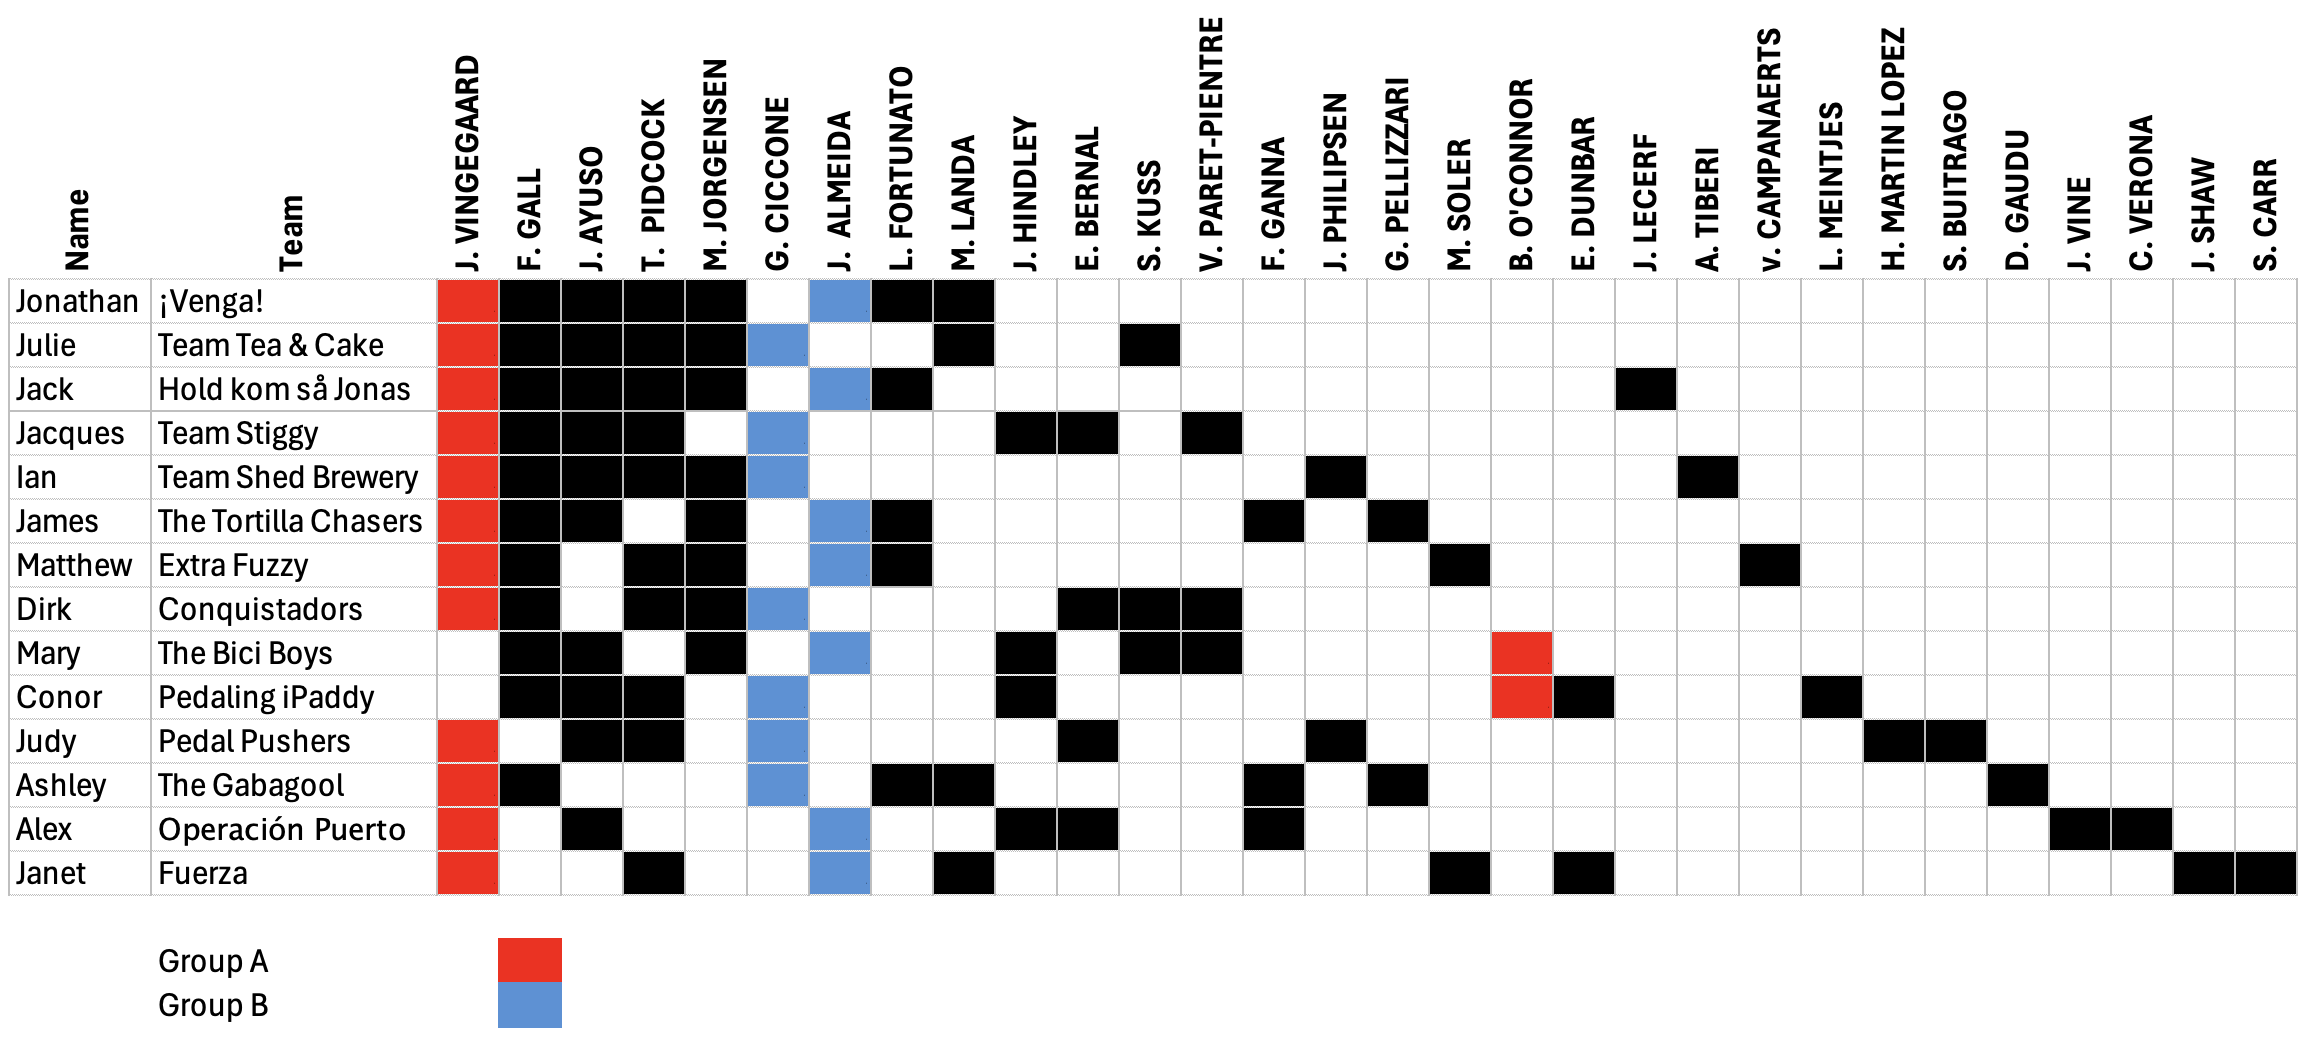 Name
Team
J. VINGEGAARD
F. GALL
J. AYUSO
T. PIDCOCK
M. JORGENSEN
G. CICCONE
J. ALMEIDA
L. FORTUNATO
M. LANDA
J. HINDLEY
E. BERNAL
S. KUSS
V. PARET-PIENTRE
F. GANNA
J. PHILIPSEN
G. PELLIZZARI
M. SOLER
B. O'CONNOR
E. DUNBAR
J. LECERF
A. TIBERI
v. CAMPANAERTS
L. MEINTJES
H. MARTIN LOPEZ
S. BUITRAGO
D. GAUDU
J. VINE
C. VERONA
J. SHAW
S. CARR
Jonathan ¡Venga!
Julie Team Tea & Cake
Jack Hold kom så Jonas
Jacques Team Stiggy
Ian Team Shed Brewery
James The Tortilla Chasers
Matthew Extra Fuzzy
Dirk Conquistadors
Mary The Bici Boys
Conor Pedaling iPaddy
Judy Pedal Pushers
Ashley The Gabagool
Alex Operación Puerto
Janet Fuerza
Group A
Group B